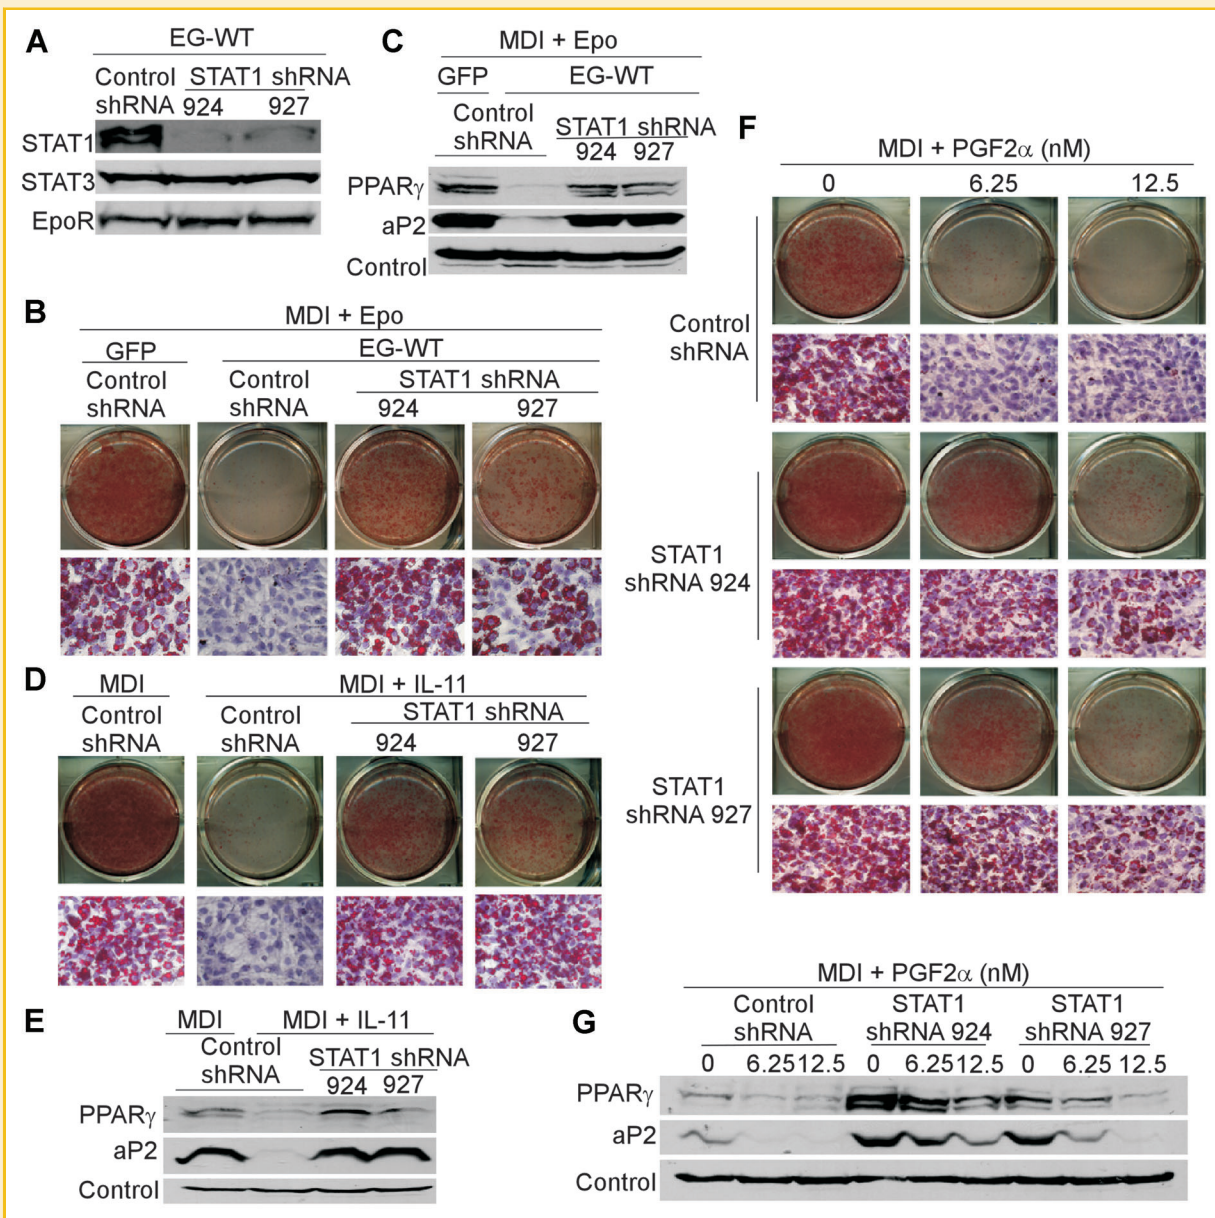 A
EG-WT
Control shRNA
STAT1 shRNA
924 927
STAT1
STAT3
EpoR
B
MDI + Epo
GFP EG-WT
Control shRNA
Control shRNA
STAT1 shRNA
924 927
C
MDI + Epo
GFP EG-WT
Control shRNA
STAT1 shRNA
924 927
PPARγ
aP2
Control
D
MDI MDI + IL-11
Control shRNA
Control shRNA
STAT1 shRNA
924 927
E
MDI MDI + IL-11
Control shRNA
STAT1 shRNA
924 927
PPARγ
aP2
Control
F
MDI + PGF2α (nM)
0 6.25 12.5
Control
shRNA
STAT1
shRNA 924
STAT1
shRNA 927
G
MDI + PGF2α (nM)
Control shRNA
STAT1 shRNA 924
STAT1 shRNA 927
0 6.25 12.5 0 6.25 12.5 0 6.25 12.5
PPARγ
aP2
Control